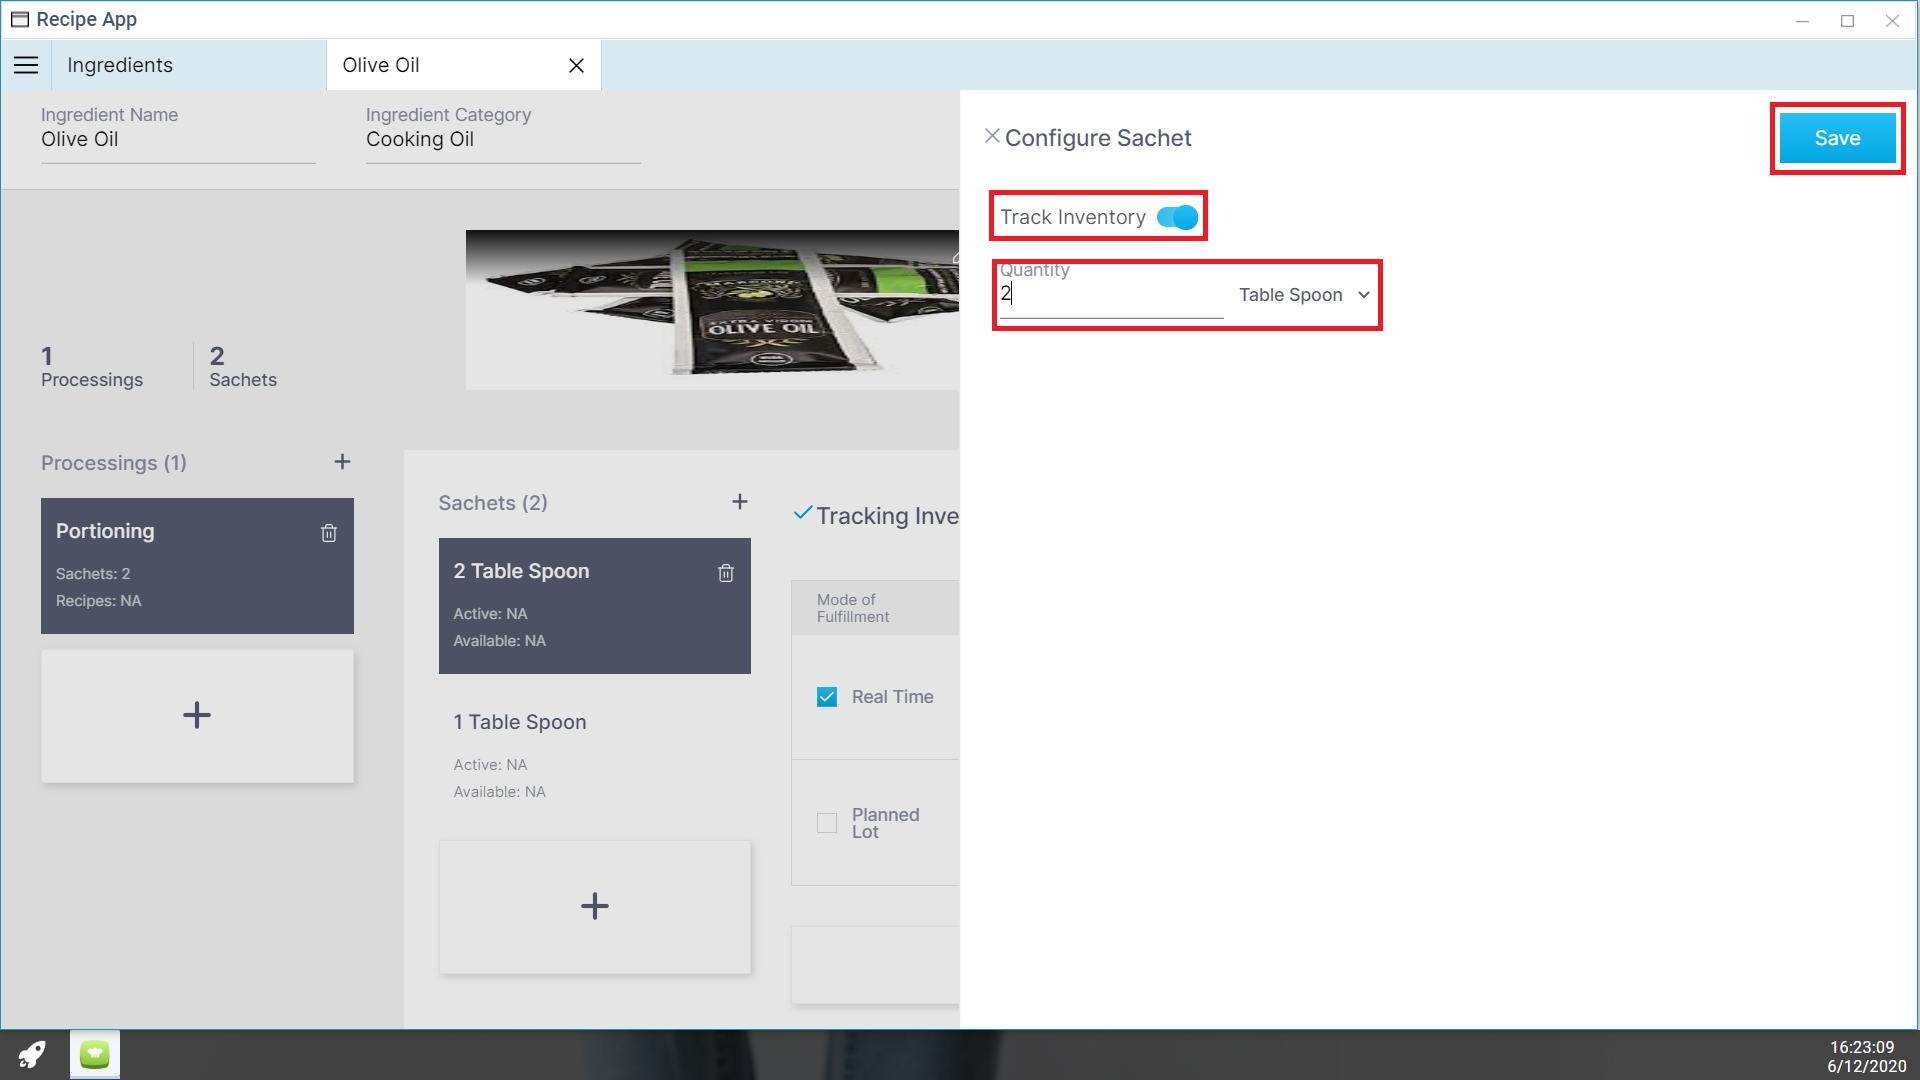 Recipe App
Ingredients
Olive Oil
Ingredient Name
Olive Oil
Ingredient Category
Cooking Oil
Configure Sachet
Save
Track Inventory
Quantity
2
Table Spoon
OLIVE OIL
1
Processings
2
Sachets
Processings (1)
Portioning
Sachets: 2
Recipes: NA
Sachets (2)
2 Table Spoon
Active: NA
Available: NA
1 Table Spoon
Active: NA
Available: NA
Tracking Inve
Mode of
Fulfillment
Real Time
Planned
Lot
16:23:09
6/12/2020